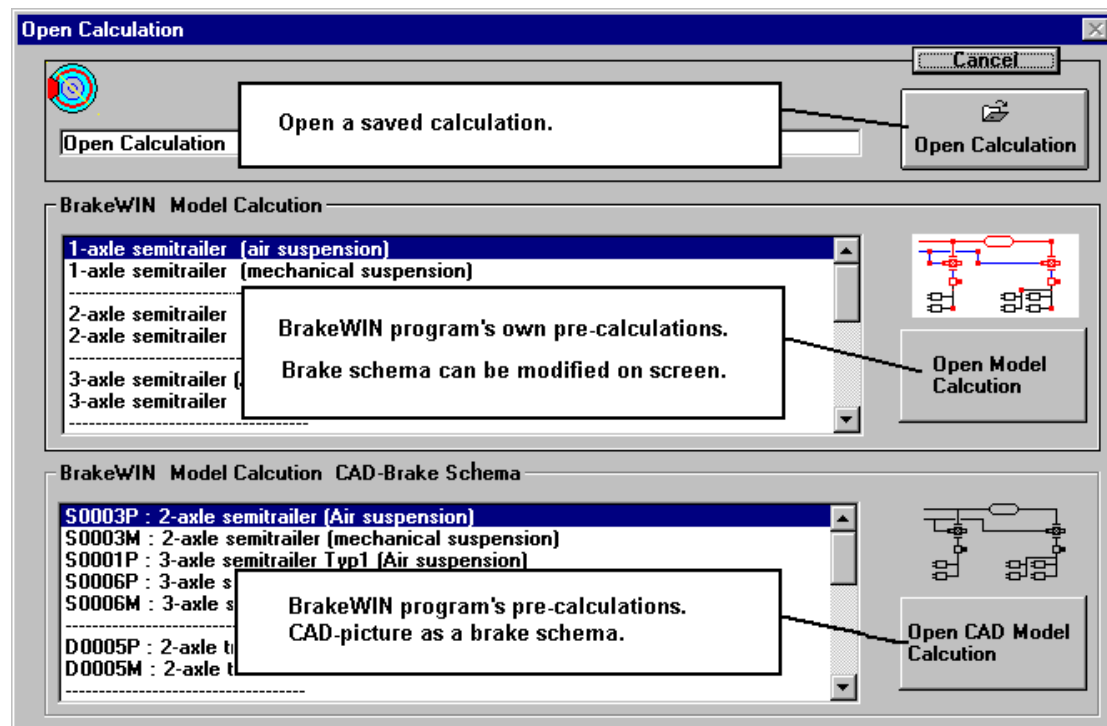 Open Calculation
Cancel
Open a saved calculation.
Open Calculation
Open Calculation
BrakeWIN Model Calcution
1-axle semitrailer (air suspension)
1-axle semitrailer (mechanical suspension)
------------------------------------
2-axle semitrailer
2-axle semitrailer
3-axle semitrailer (
3-axle semitrailer
------------------------------------
BrakeWIN program's own pre-calculations.
Brake schema can be modified on screen.
Open Model
Calcution
BrakeWIN Model Calcution CAD-Brake Schema
S0003P : 2-axle semitrailer (Air suspension)
S0003M : 2-axle semitrailer (mechanical suspension)
S0001P : 3-axle semitrailer Typ1 (Air suspension)
S0006P : 3-axle s
S0006M : 3-axle s
D0005P : 2-axle t
D0005M : 2-axle t
------------------------------------
BrakeWIN program's pre-calculations.
CAD-picture as a brake schema.
Open CAD Model
Calcution